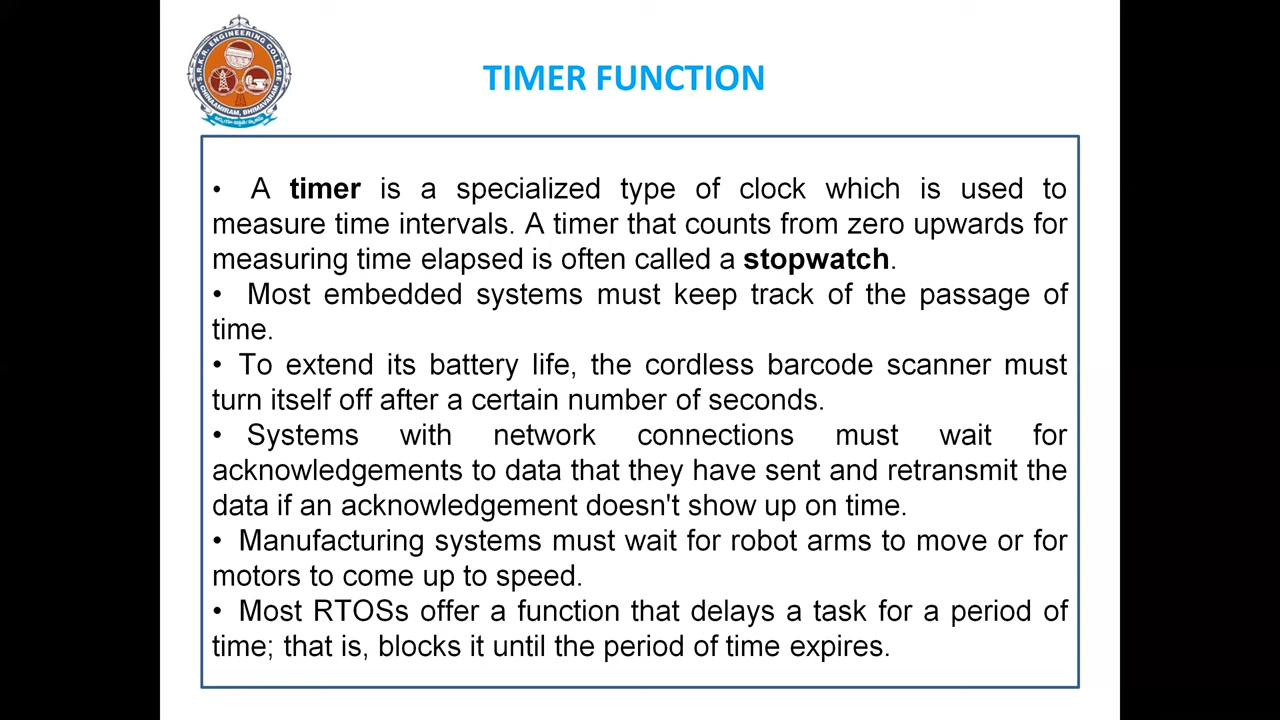 S.R.K.R. ENGINEERING COLLEGE
CHINAAMIRAM, BHIMAVARAM
TIMER FUNCTION
• A timer is a specialized type of clock which is used to
measure time intervals. A timer that counts from zero upwards for
measuring time elapsed is often called a stopwatch.
• Most embedded systems must keep track of the passage of
time.
• To extend its battery life, the cordless barcode scanner must
turn itself off after a certain number of seconds.
• Systems with network connections must wait for
acknowledgements to data that they have sent and retransmit the
data if an acknowledgement doesn't show up on time.
• Manufacturing systems must wait for robot arms to move or for
motors to come up to speed.
• Most RTOSs offer a function that delays a task for a period of
time; that is, blocks it until the period of time expires.